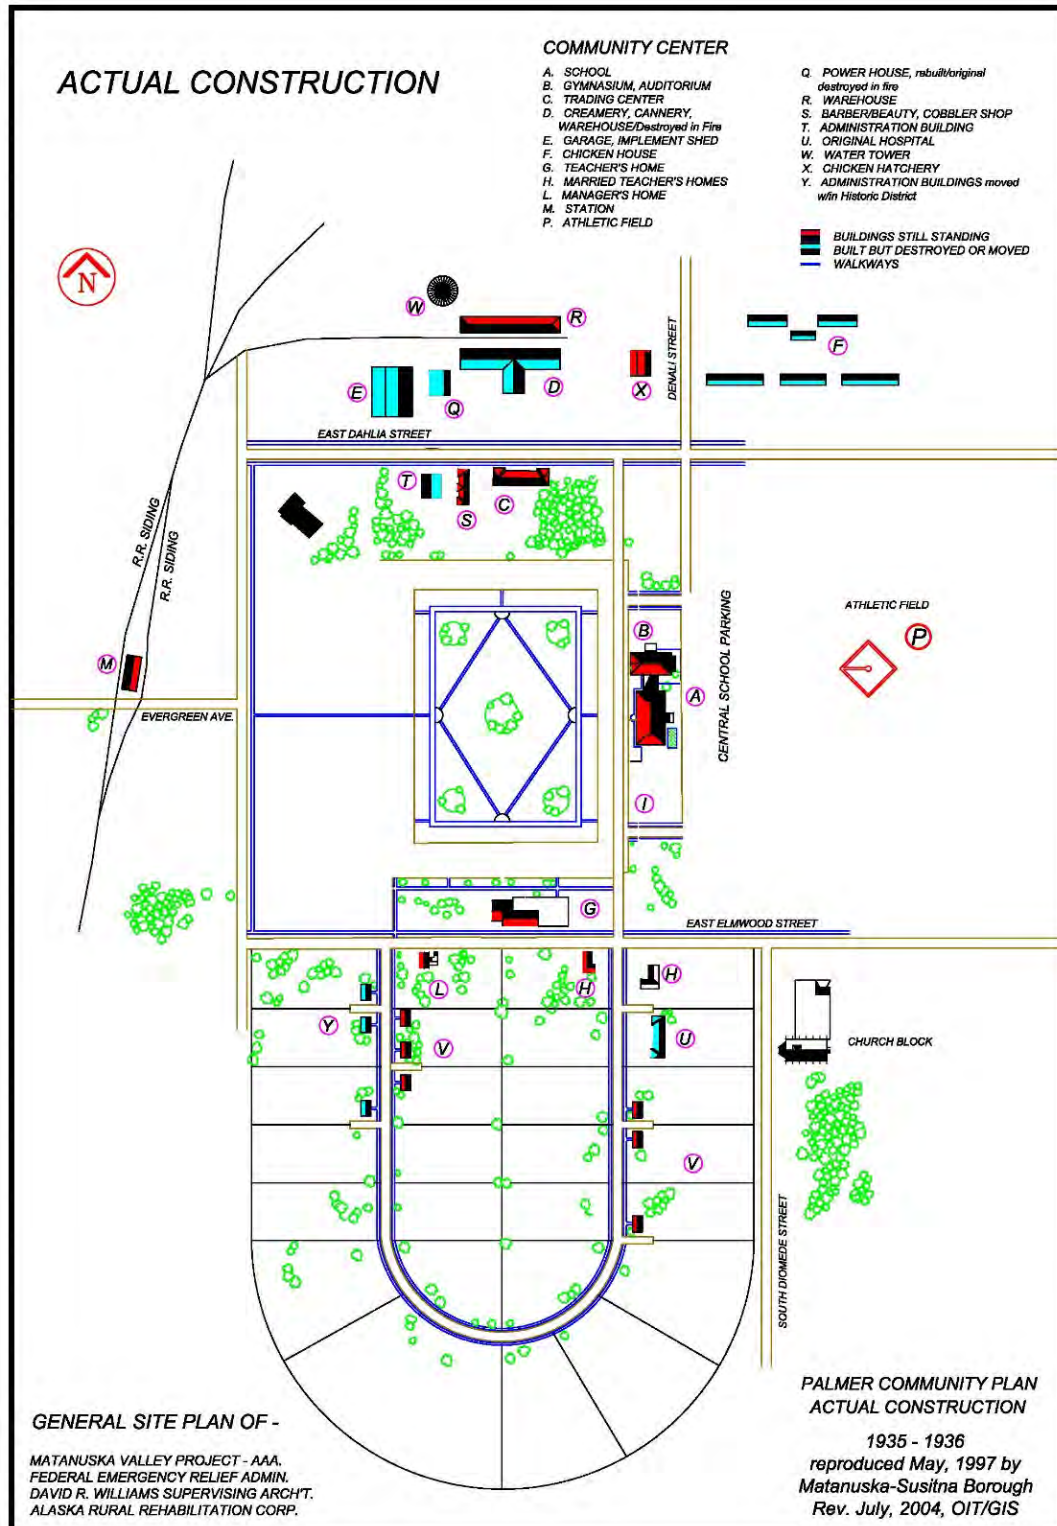 ACTUAL CONSTRUCTION
COMMUNITY CENTER
A. SCHOOL
B. GYMNASIUM, AUDITORIUM
C. TRADING CENTER
D. CREAMERY, CANNERY,
WAREHOUSE/Destroyed in Fire
E. GARAGE, IMPLEMENT SHED
F. CHICKEN HOUSE
G. TEACHER'S HOME
H. MARRIED TEACHER'S HOMES
L. MANAGER'S HOME
M. STATION
P. ATHLETIC FIELD
Q. POWER HOUSE, rebuilt/original
destroyed in fire
R. WAREHOUSE
S. BARBER/BEAUTY, COBBLER SHOP
T. ADMINISTRATION BUILDING
U. ORIGINAL HOSPITAL
W. WATER TOWER
X. CHICKEN HATCHERY
Y. ADMINISTRATION BUILDINGS moved
w/in Historic District
BUILDINGS STILL STANDING
BUILT BUT DESTROYED OR MOVED
WALKWAYS
N
W
R
F
E
Q
D
X
DENALI STREET
EAST DAHLIA STREET
T
S
C
R.R. SIDING
R.R. SIDING
M
EVERGREEN AVE.
B
A
CENTRAL SCHOOL PARKING
ATHLETIC FIELD
P
I
G
EAST ELMWOOD STREET
L
H
H
Y
V
U
CHURCH BLOCK
V
SOUTH DIOMEDE STREET
GENERAL SITE PLAN OF -
MATANUSKA VALLEY PROJECT - AAA.
FEDERAL EMERGENCY RELIEF ADMIN.
DAVID R. WILLIAMS SUPERVISING ARCH'T.
ALASKA RURAL REHABILITATION CORP.
PALMER COMMUNITY PLAN
ACTUAL CONSTRUCTION
1935 - 1936
reproduced May, 1997 by
Matanuska-Susitna Borough
Rev. July, 2004, OIT/GIS